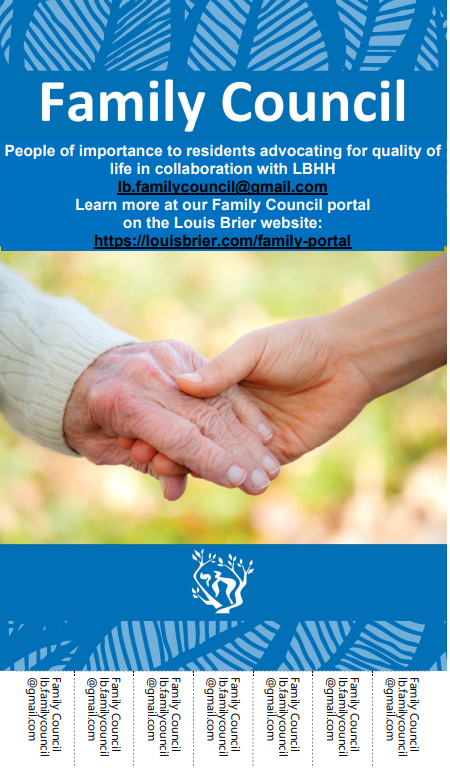 Family Council
People of importance to residents advocating for quality of
life in collaboration with LBHH
lb.familycouncil@gmail.com
Learn more at our Family Council portal
on the Louis Brier website:
https://louisbrier.com/family-portal
Family Council
lb.familycouncil
@gmail.com
Family Council
lb.familycouncil
@gmail.com
Family Council
lb.familycouncil
@gmail.com
Family Council
lb.familycouncil
@gmail.com
Family Council
lb.familycouncil
@gmail.com
Family Council
lb.familycouncil
@gmail.com
Family Council
lb.familycouncil
@gmail.com